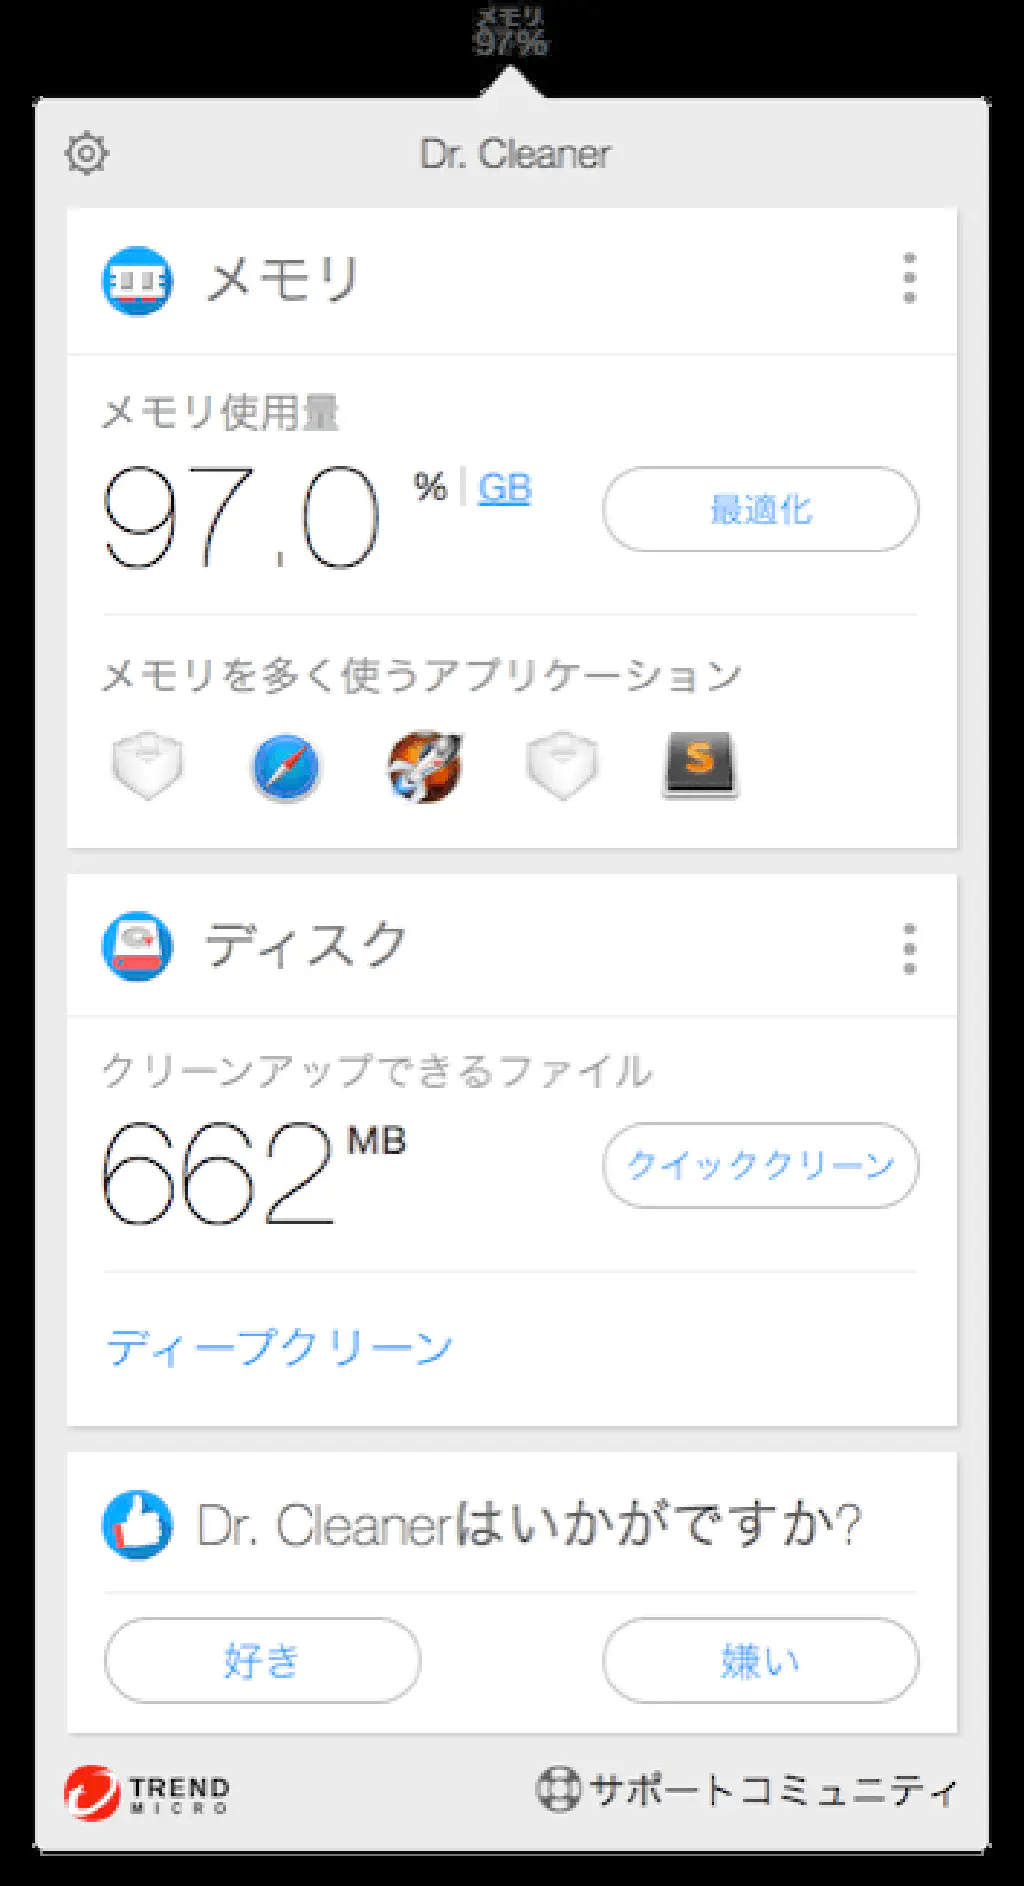 メモリ
97%
Dr. Cleaner
メモリ
メモリ使用量
97.0 % | GB
最適化
メモリを多く使うアプリケーション
S
ディスク
クリーンアップできるファイル
662 MB
クイッククリーン
ディープクリーン
Dr. Cleanerはいかがですか?
好き
嫌い
TREND
MICRO
サポートコミュニティ